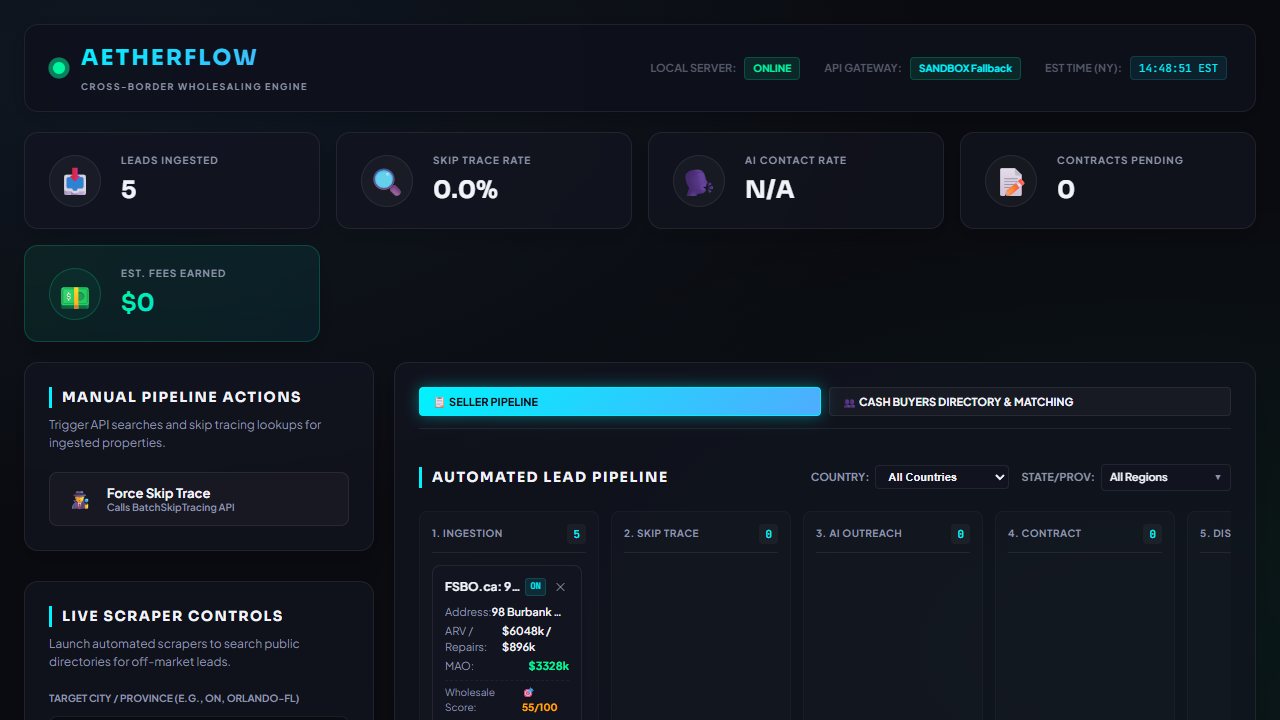 AETHERFLOW
CROSS-BORDER WHOLESALING ENGINE
LOCAL SERVER: ONLINE
API GATEWAY: SANDBOX Fallback
EST TIME (NY): 14:48:51 EST
LEADS INGESTED
5
SKIP TRACE RATE
0.0%
AI CONTACT RATE
N/A
CONTRACTS PENDING
0
EST. FEES EARNED
$0
MANUAL PIPELINE ACTIONS
Trigger API searches and skip tracing lookups for
ingested properties.
Force Skip Trace
Calls BatchSkipTracing API
LIVE SCRAPER CONTROLS
Launch automated scrapers to search public
directories for off-market leads.
TARGET CITY / PROVINCE (E.G., ON, ORLANDO-FL)
SELLER PIPELINE
CASH BUYERS DIRECTORY & MATCHING
AUTOMATED LEAD PIPELINE
COUNTRY: All Countries
STATE/PROV: All Regions
1. INGESTION 5
2. SKIP TRACE 0
3. AI OUTREACH 0
4. CONTRACT 0
5. DIS
FSBO.ca: 9... ON ×
Address: 98 Burbank ...
ARV / Repairs: $6048k / $896k
MAO: $3328k
Wholesale Score: 55/100